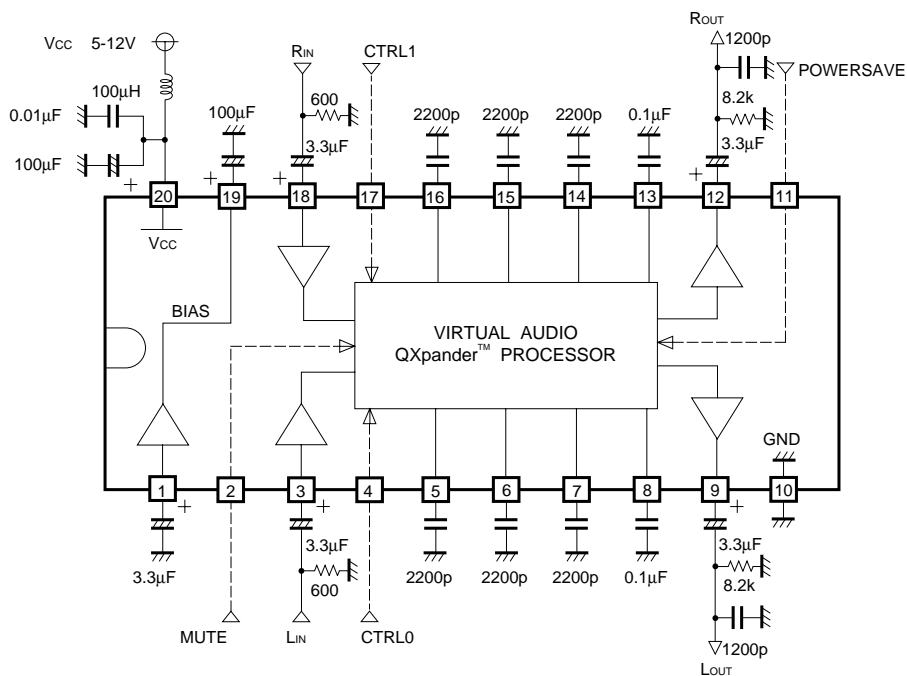 VCC 5-12V
RIN
CTRL1
ROUT
1200p
POWERSAVE
100µH
0.01µF
100µF
600
2200p
2200p
2200p
0.1µF
8.2k
100µF
3.3µF
3.3µF
+
+
+
+
20
19
18
17
16
15
14
13
12
11
VCC
BIAS
VIRTUAL AUDIO
QXpander™ PROCESSOR
GND
1
2
3
4
5
6
7
8
9
10
+
+
+
3.3µF
3.3µF
600
2200p
2200p
2200p
0.1µF
3.3µF
8.2k
MUTE
LIN
CTRL0
1200p
LOUT